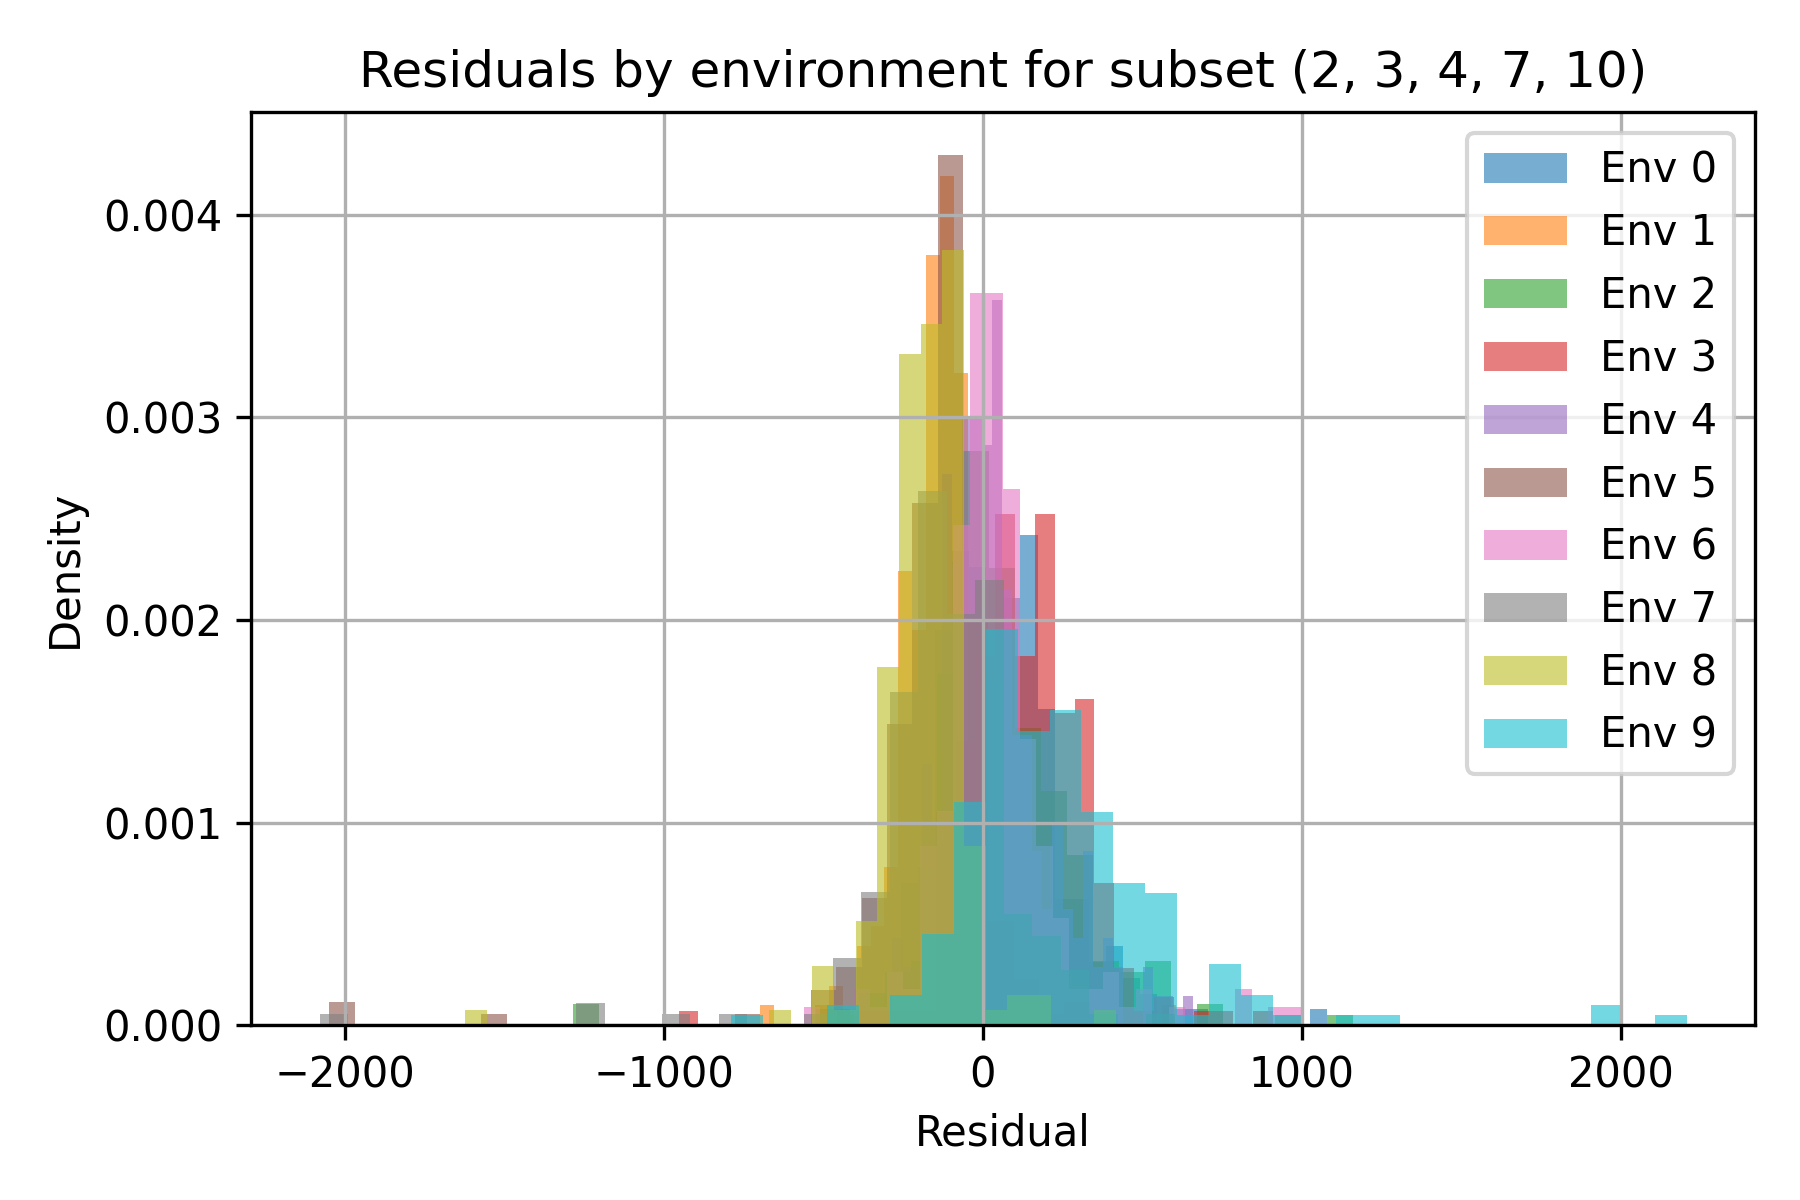 Residuals by environment for subset (2, 3, 4, 7, 10)
Density
0.004
0.003
0.002
0.001
0.000
−2000
−1000
0
1000
2000
Residual
Env 0
Env 1
Env 2
Env 3
Env 4
Env 5
Env 6
Env 7
Env 8
Env 9